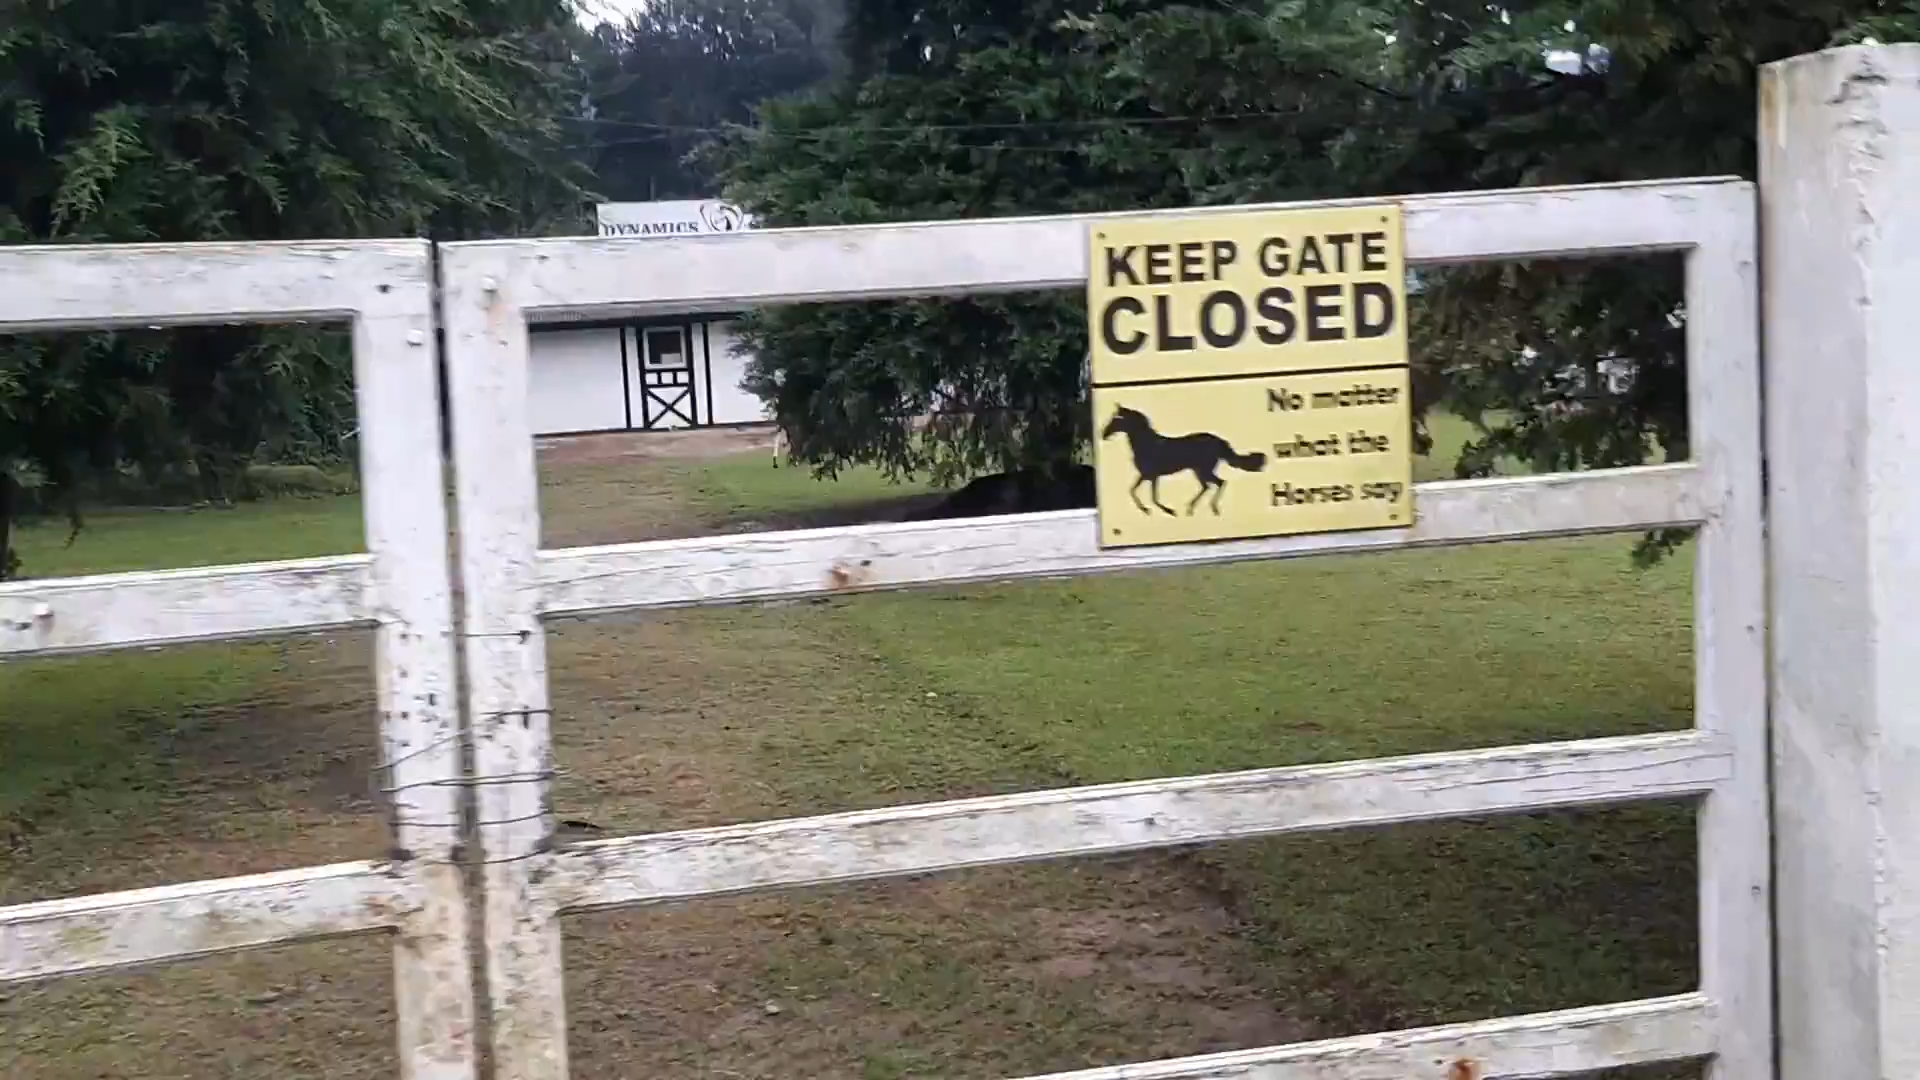 DYNAMICS
KEEP GATE
CLOSED
No matter
what the
Horses say